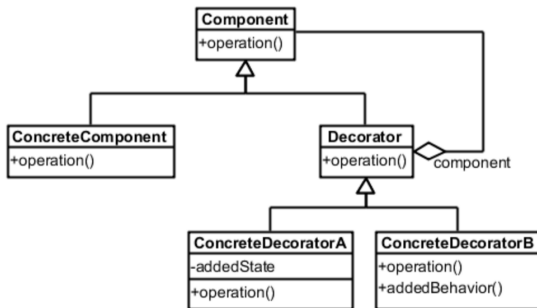 Component
+operation()
ConcreteComponent
+operation()
Decorator
+operation()
component
ConcreteDecoratorA
-addedState
+operation()
ConcreteDecoratorB
+operation()
+addedBehavior()